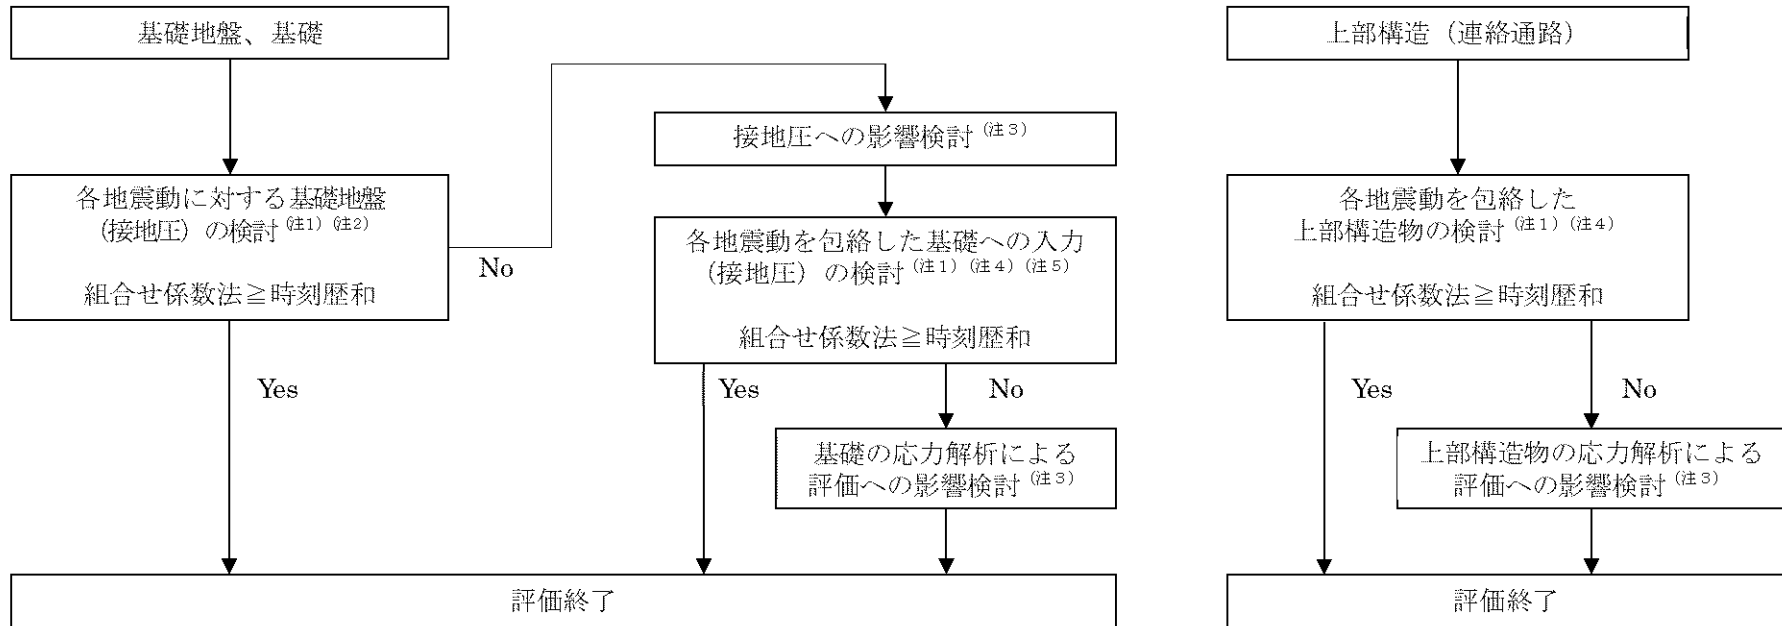 基礎地盤、基礎
各地震動に対する基礎地盤
(接地圧)の検討(注1)(注2)
組合せ係数法≧時刻歴和
No
Yes
接地圧への影響検討(注3)
各地震動を包絡した基礎への入力
(接地圧)の検討(注1)(注4)(注5)
組合せ係数法≧時刻歴和
Yes
No
基礎の応力解析による
評価への影響検討(注3)
評価終了
上部構造(連絡通路)
各地震動を包絡した
上部構造物の検討(注1)(注4)
組合せ係数法≧時刻歴和
Yes
No
上部構造物の応力解析による
評価への影響検討(注3)
評価終了